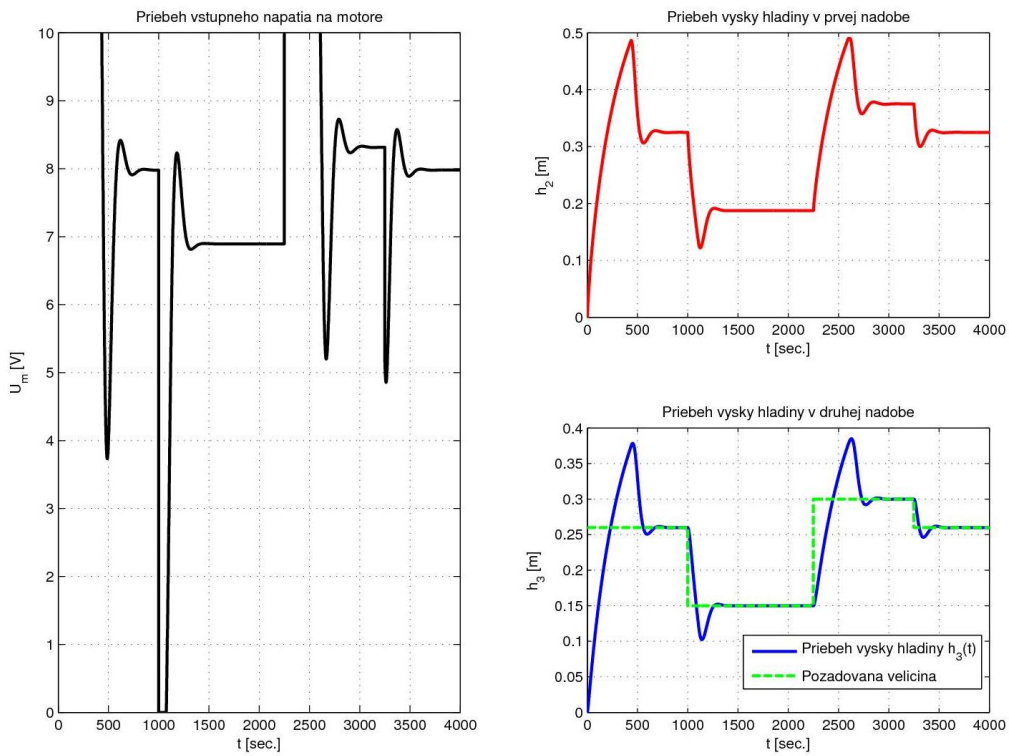 Priebeh vstupneho napatia na motore
10
9
8
7
6
5
4
3
2
1
0
U_m [V]
0 500 1000 1500 2000 2500 3000 3500 4000
t [sec.]
Priebeh vysky hladiny v prvej nadobe
0.5
0.4
0.3
0.2
0.1
0
h_2 [m]
0 500 1000 1500 2000 2500 3000 3500 4000
t [sec.]
Priebeh vysky hladiny v druhej nadobe
0.4
0.35
0.3
0.25
0.2
0.15
0.1
0.05
0
h_3 [m]
Priebeh vysky hladiny h_3(t)
Pozadovana velicina
0 500 1000 1500 2000 2500 3000 3500 4000
t [sec.]